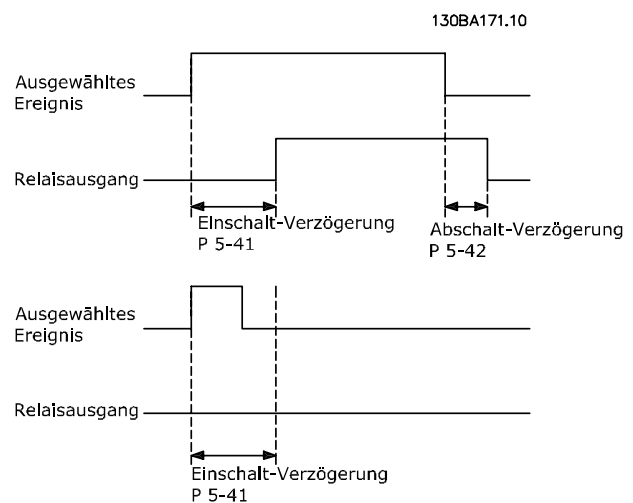 130BA171.10
Ausgewähltes
Ereignis
Relaisausgang
EInschalt-Verzögerung
P 5-41
Abschalt-Verzögerung
P 5-42
Ausgewähltes
Ereignis
Relaisausgang
Einschalt-Verzögerung
P 5-41